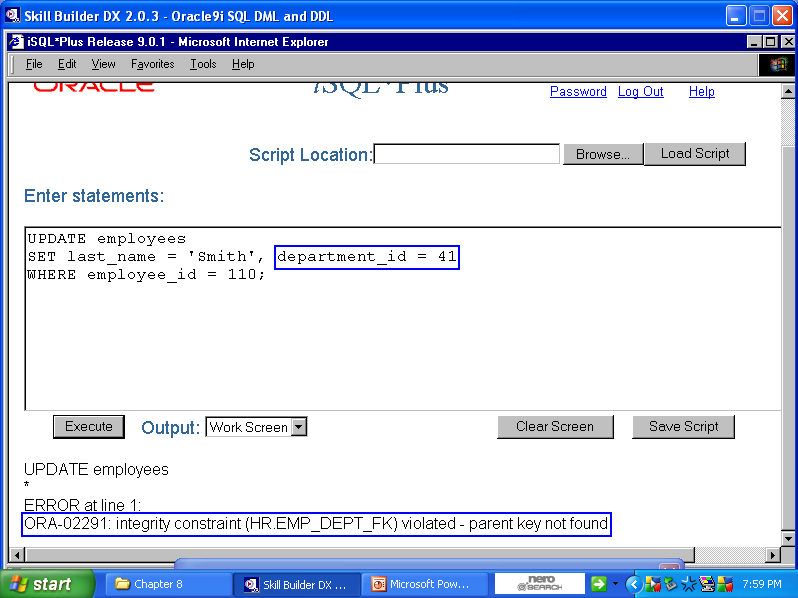 Skill Builder DX 2.0.3 - Oracle9i SQL DML and DDL
iSQL*Plus Release 9.0.1 - Microsoft Internet Explorer
File Edit View Favorites Tools Help
ORACLE iSQL*Plus
Password Log Out Help
Script Location: Browse... Load Script
Enter statements:
UPDATE employees
SET last_name = 'Smith', department_id = 41
WHERE employee_id = 110;
Execute Output: Work Screen Clear Screen Save Script
UPDATE employees
*
ERROR at line 1:
ORA-02291: integrity constraint (HR.EMP_DEPT_FK) violated - parent key not found
start Chapter 8 Skill Builder DX ... Microsoft Pow... nero SEARCH 7:59 PM